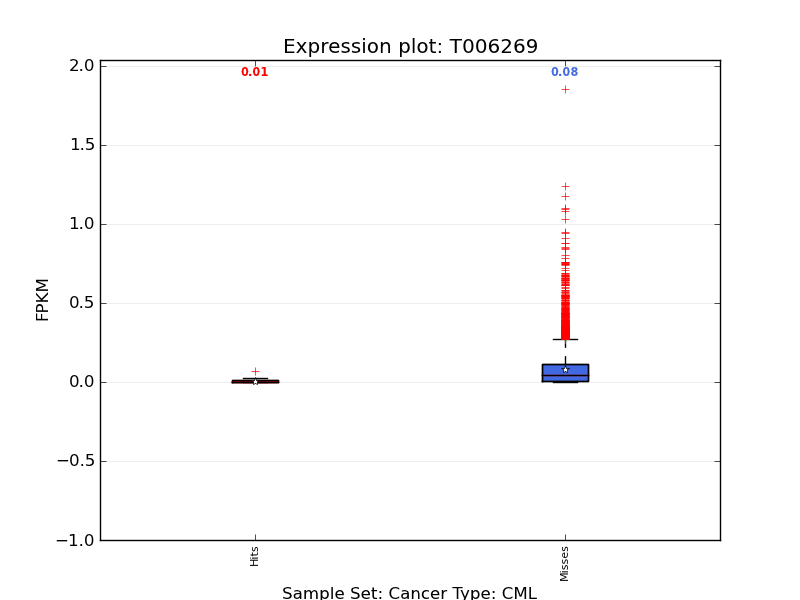 Expression plot: T006269
0.01
0.08
2.0
1.5
1.0
0.5
0.0
−0.5
−1.0
FPKM
Hits
Misses
Sample Set: Cancer Type: CML